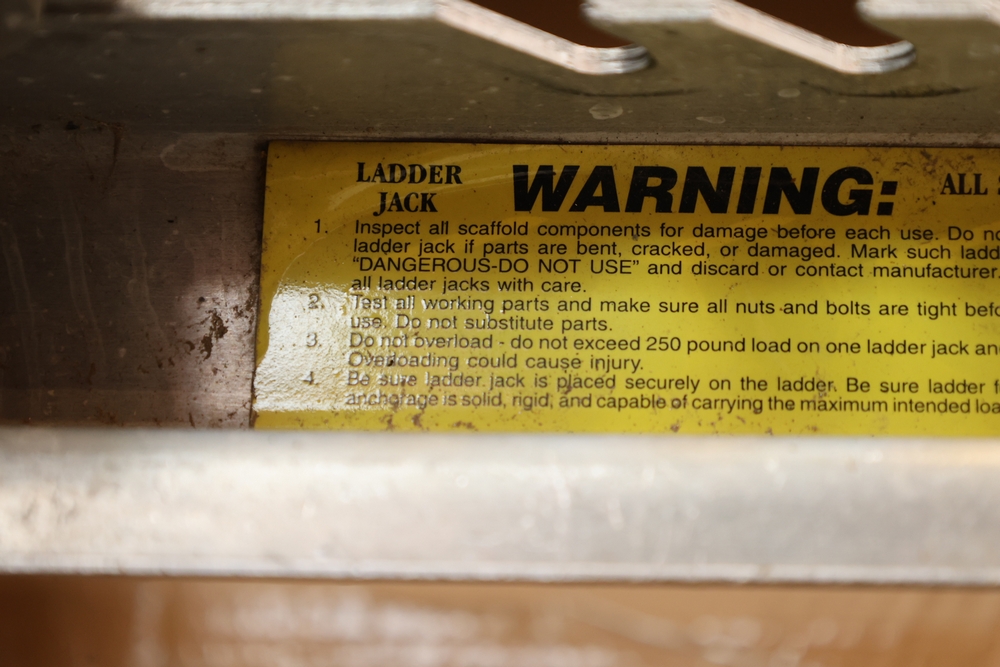 LADDER
JACK
WARNING:
ALL
1. Inspect all scaffold components for damage before each use. Do
ladder jack if parts are bent, cracked, or damaged. Mark such
"DANGEROUS-DO NOT USE" and discard or contact manufacturer.
all ladder jacks with care.
2. Test all working parts and make sure all nuts and bolts are tight
use. Do not substitute parts.
3. Do not overload - do not exceed 250 pound load on one ladder jack
Overloading could cause injury.
4. Be sure ladder jack is placed securely on the ladder. Be sure ladder
anchorage is solid, rigid, and capable of carrying the maximum intended